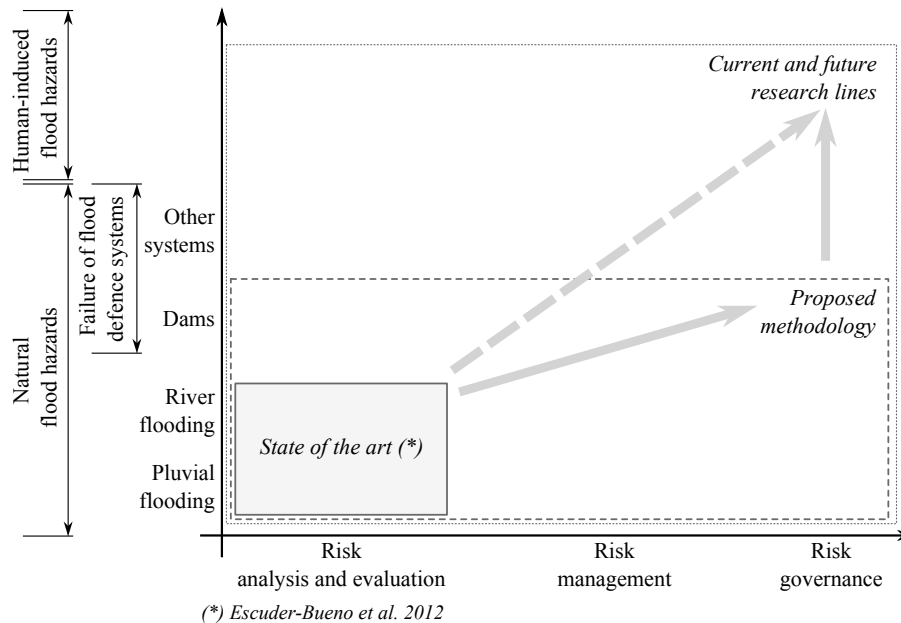 Human-induced
flood hazards
Natural
flood hazards
Failure of flood
defence systems
Other
systems
Dams
River
flooding
Pluvial
flooding
Current and future
research lines
Proposed
methodology
State of the art (*)
Risk
analysis and evaluation
Risk
management
Risk
governance
(*) Escuder-Bueno et al. 2012